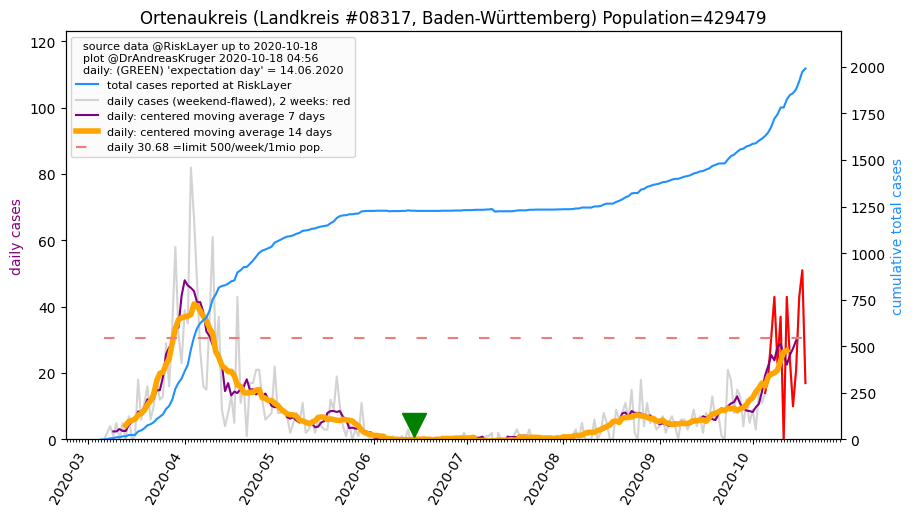 Ortenaukreis (Landkreis #08317, Baden-Württemberg) Population=429479
source data @RiskLayer up to 2020-10-18
plot @DrAndreasKruger 2020-10-18 04:56
daily: (GREEN) 'expectation day' = 14.06.2020
total cases reported at RiskLayer
daily cases (weekend-flawed), 2 weeks: red
daily: centered moving average 7 days
daily: centered moving average 14 days
daily 30.68 =limit 500/week/1mio pop.
daily cases
120
100
80
60
40
20
0
cumulative total cases
2000
1750
1500
1250
1000
750
500
250
0
2020-03
2020-04
2020-05
2020-06
2020-07
2020-08
2020-09
2020-10